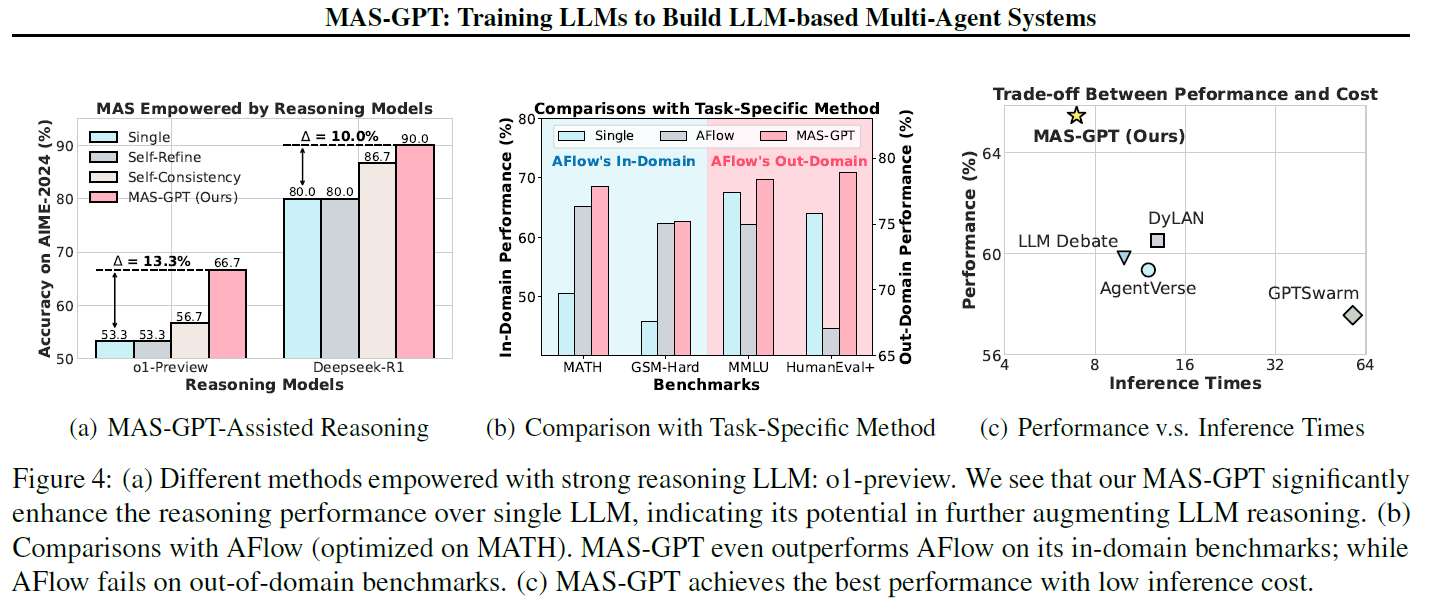 MAS-GPT: Training LLMs to Build LLM-based Multi-Agent Systems
MAS Empowered by Reasoning Models
Accuracy on AIME-2024 (%)
90
80
70
60
50
Single
Self-Refine
Self-Consistency
MAS-GPT (Ours)
Δ = 13.3%
53.3
53.3
56.7
66.7
Δ = 10.0%
80.0
80.0
86.7
90.0
o1-Preview
Deepseek-R1
Reasoning Models
(a) MAS-GPT-Assisted Reasoning
Comparisons with Task-Specific Method
In-Domain Performance (%)
80
70
60
50
Single
AFlow
MAS-GPT
AFlow's In-Domain
AFlow's Out-Domain
80
75
70
65
Out-Domain Performance (%)
MATH
GSM-Hard
MMLU
HumanEval+
Benchmarks
(b) Comparison with Task-Specific Method
Trade-off Between Peformance and Cost
Performance (%)
64
60
56
MAS-GPT (Ours)
DyLAN
LLM Debate
AgentVerse
GPTSwarm
4
8
16
32
64
Inference Times
(c) Performance v.s. Inference Times
Figure 4: (a) Different methods empowered with strong reasoning LLM: o1-preview. We see that our MAS-GPT significantly
enhance the reasoning performance over single LLM, indicating its potential in further augmenting LLM reasoning. (b)
Comparisons with AFlow (optimized on MATH). MAS-GPT even outperforms AFlow on its in-domain benchmarks; while
AFlow fails on out-of-domain benchmarks. (c) MAS-GPT achieves the best performance with low inference cost.